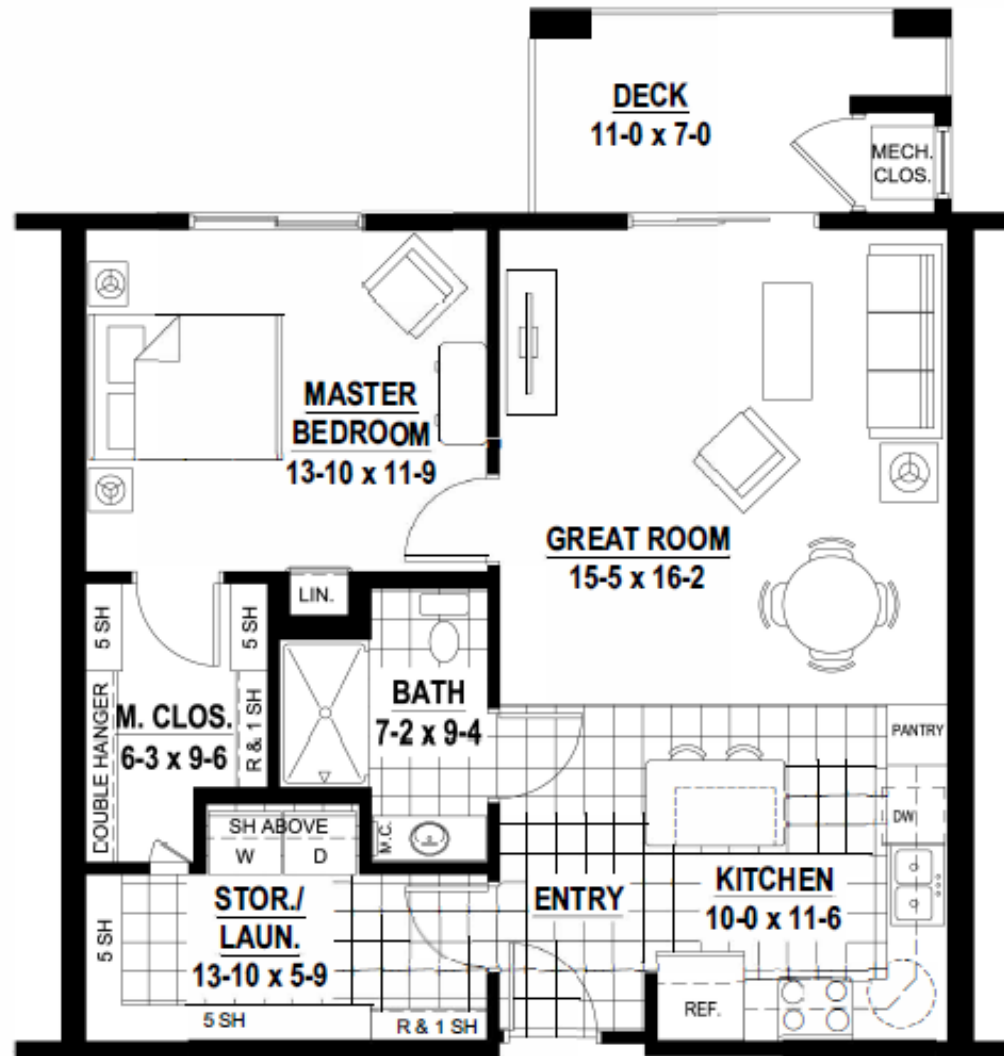 DECK
11-0 x 7-0
MECH.
CLOS.
MASTER
BEDROOM
13-10 x 11-9
GREAT ROOM
15-5 x 16-2
LIN.
5 SH
5 SH
DOUBLE HANGER
M. CLOS.
6-3 x 9-6
R & 1 SH
BATH
7-2 x 9-4
PANTRY
DW
M.C.
SH ABOVE
W
D
STOR./
LAUN.
13-10 x 5-9
5 SH
5 SH
R & 1 SH
ENTRY
KITCHEN
10-0 x 11-6
REF.